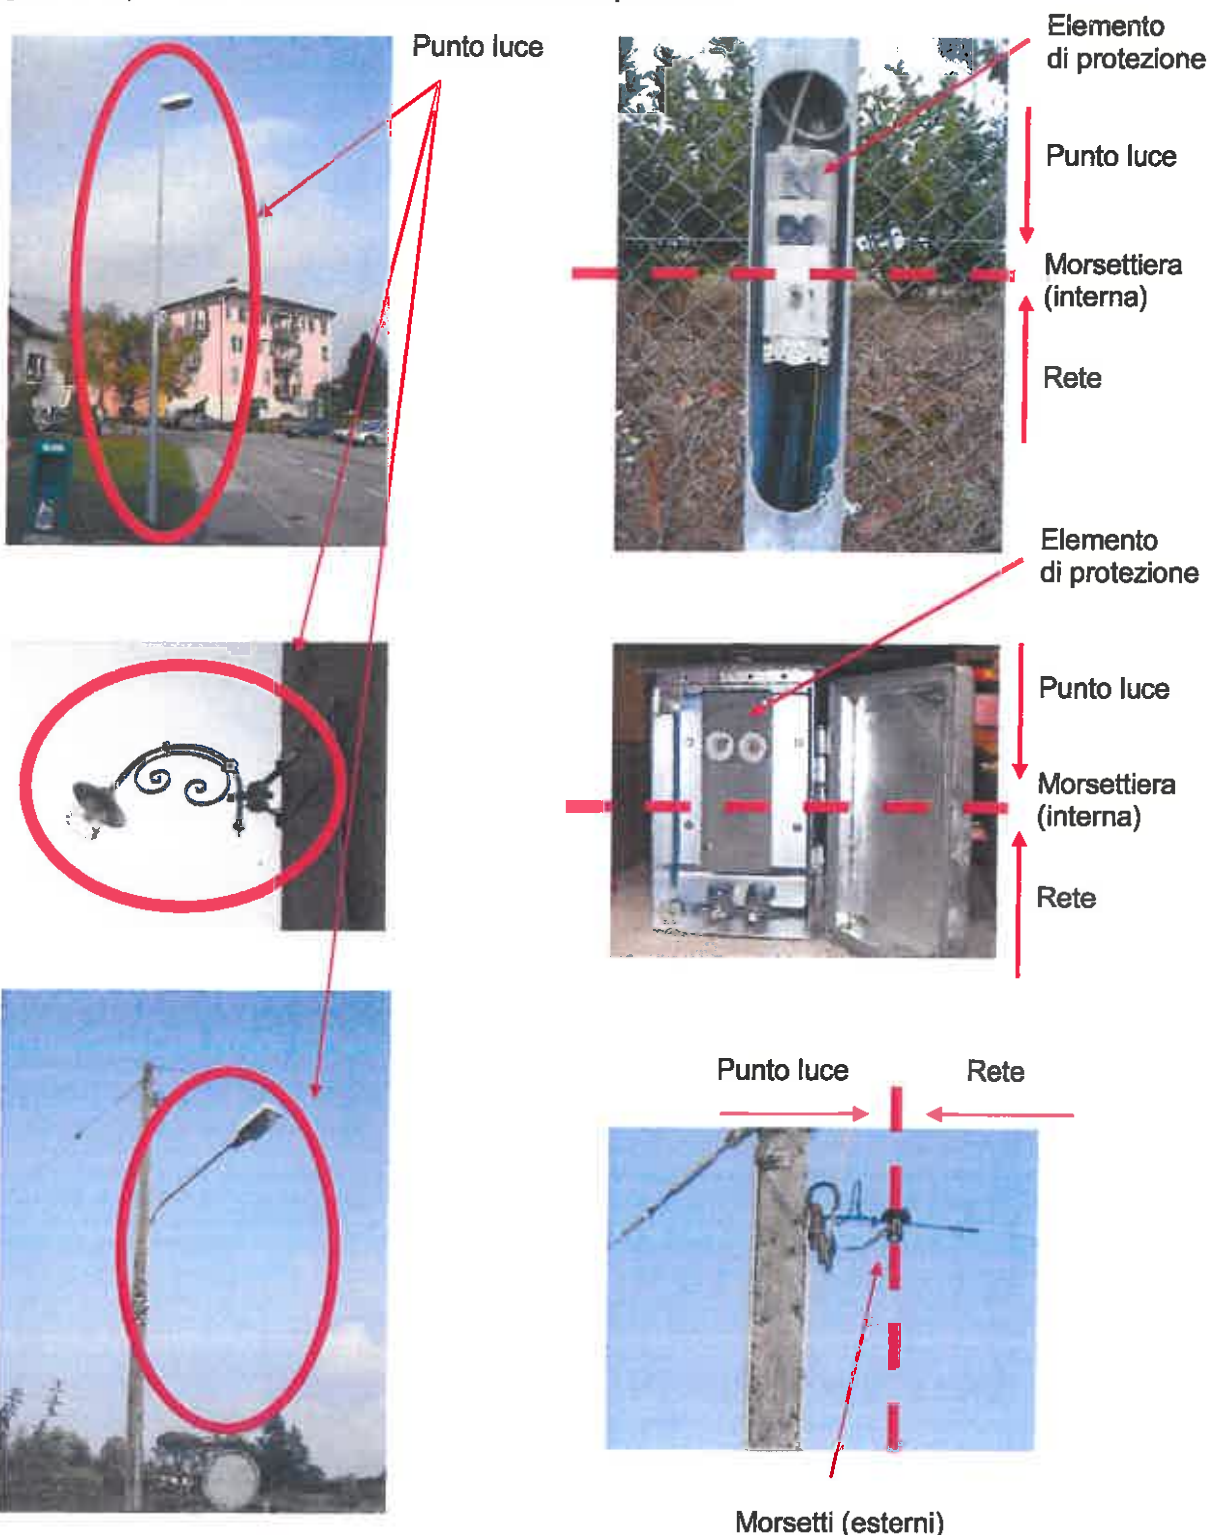 Punto luce
Elemento
di protezione
Punto luce
Morsettiera
(interna)
Rete
Elemento
di protezione
Punto luce
Morsettiera
(interna)
Rete
Punto luce
Rete
Morsetti (esterni)